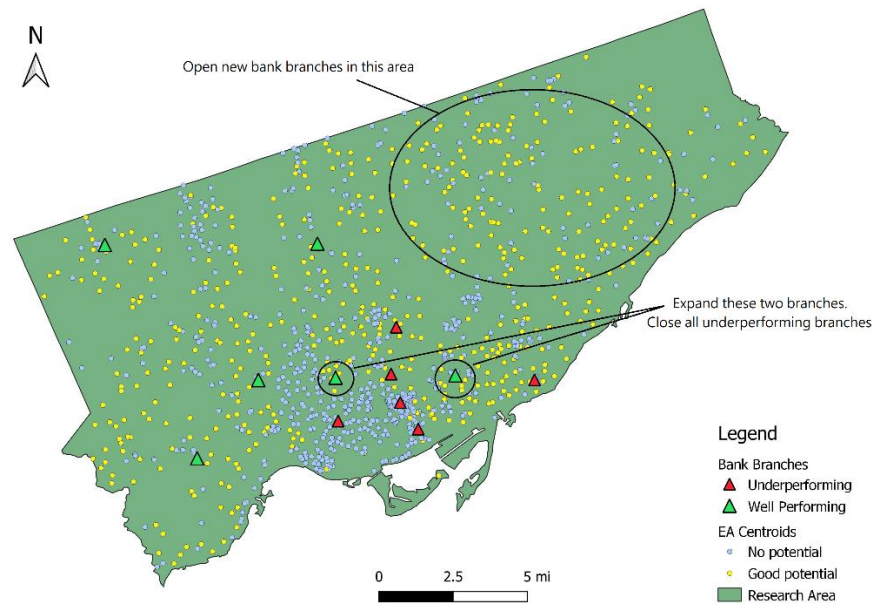 N
Open new bank branches in this area
Expand these two branches.
Close all underperforming branches
Legend
Bank Branches
Underperforming
Well Performing
EA Centroids
No potential
Good potential
Research Area
0 2.5 5 mi